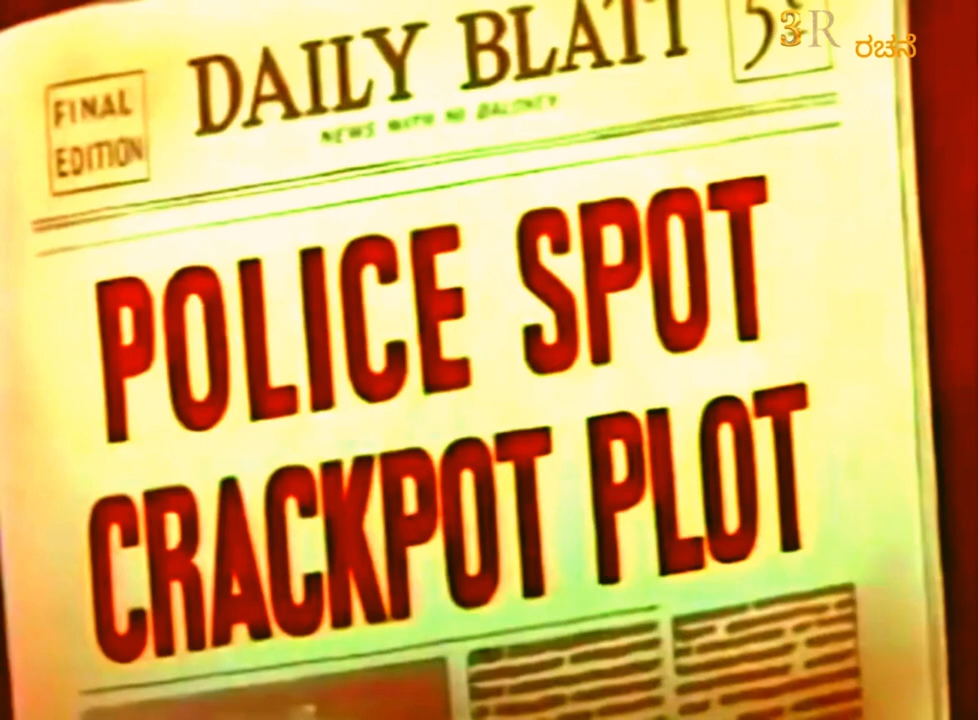 FINAL
EDITION
DAILY BLATT
5¢
NEWS WITH NO BALONEY
POLICE SPOT
CRACKPOT PLOT
3R
ರಚನೆ